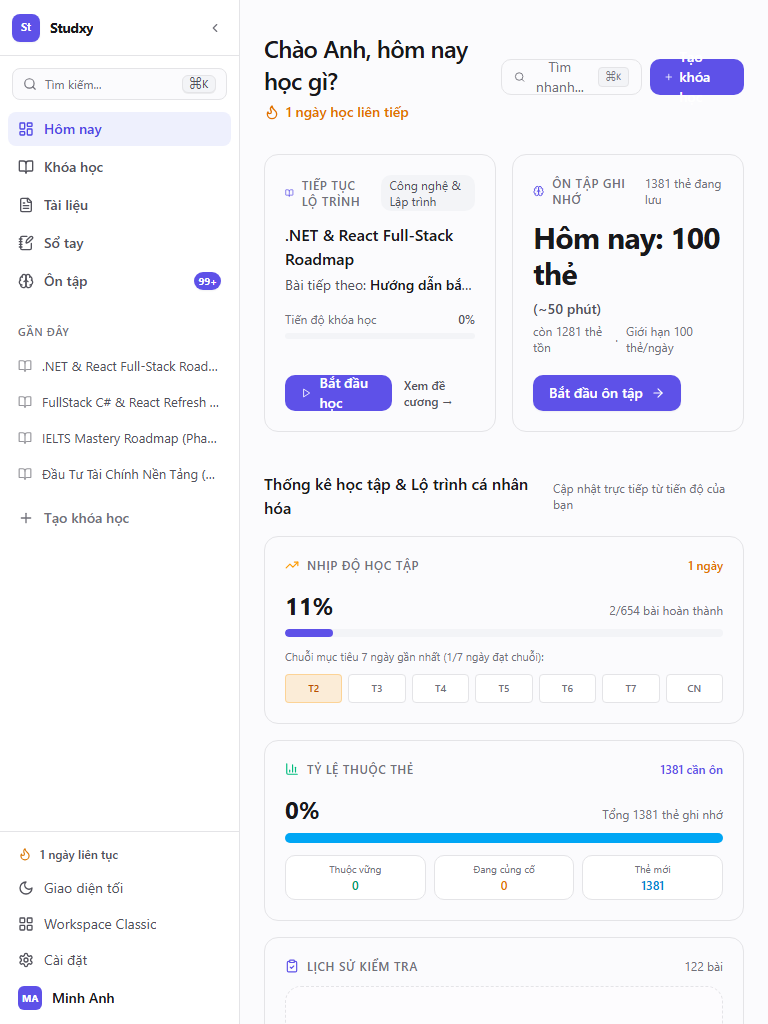 St Studxy
Tìm kiếm... ⌘K
Hôm nay
Khóa học
Tài liệu
Sổ tay
Ôn tập 99+
GẦN ĐÂY
.NET & React Full-Stack Road...
FullStack C# & React Refresh ...
IELTS Mastery Roadmap (Pha...
Đầu Tư Tài Chính Nền Tảng (...
Tạo khóa học
1 ngày liên tục
Giao diện tối
Workspace Classic
Cài đặt
MA Minh Anh
Chào Anh, hôm nay
học gì?
1 ngày học liên tiếp
Tìm
nhanh... ⌘K
+ Tạo
khóa
học
TIẾP TỤC
LỘ TRÌNH
Công nghệ &
Lập trình
.NET & React Full-Stack
Roadmap
Bài tiếp theo: Hướng dẫn bắ...
Tiến độ khóa học 0%
Bắt đầu
học
Xem đề
cương →
ÔN TẬP GHI
NHỚ
1381 thẻ đang
lưu
Hôm nay: 100
thẻ
(~50 phút)
còn 1281 thẻ
tồn
·
Giới hạn 100
thẻ/ngày
Bắt đầu ôn tập →
Thống kê học tập & Lộ trình cá nhân
hóa
Cập nhật trực tiếp từ tiến độ của
bạn
NHỊP ĐỘ HỌC TẬP 1 ngày
11% 2/654 bài hoàn thành
Chuỗi mục tiêu 7 ngày gần nhất (1/7 ngày đạt chuỗi):
T2 T3 T4 T5 T6 T7 CN
TỶ LỆ THUỘC THẺ 1381 cần ôn
0% Tổng 1381 thẻ ghi nhớ
Thuộc vững Đang củng cố Thẻ mới
0 0 1381
LỊCH SỬ KIỂM TRA 122 bài